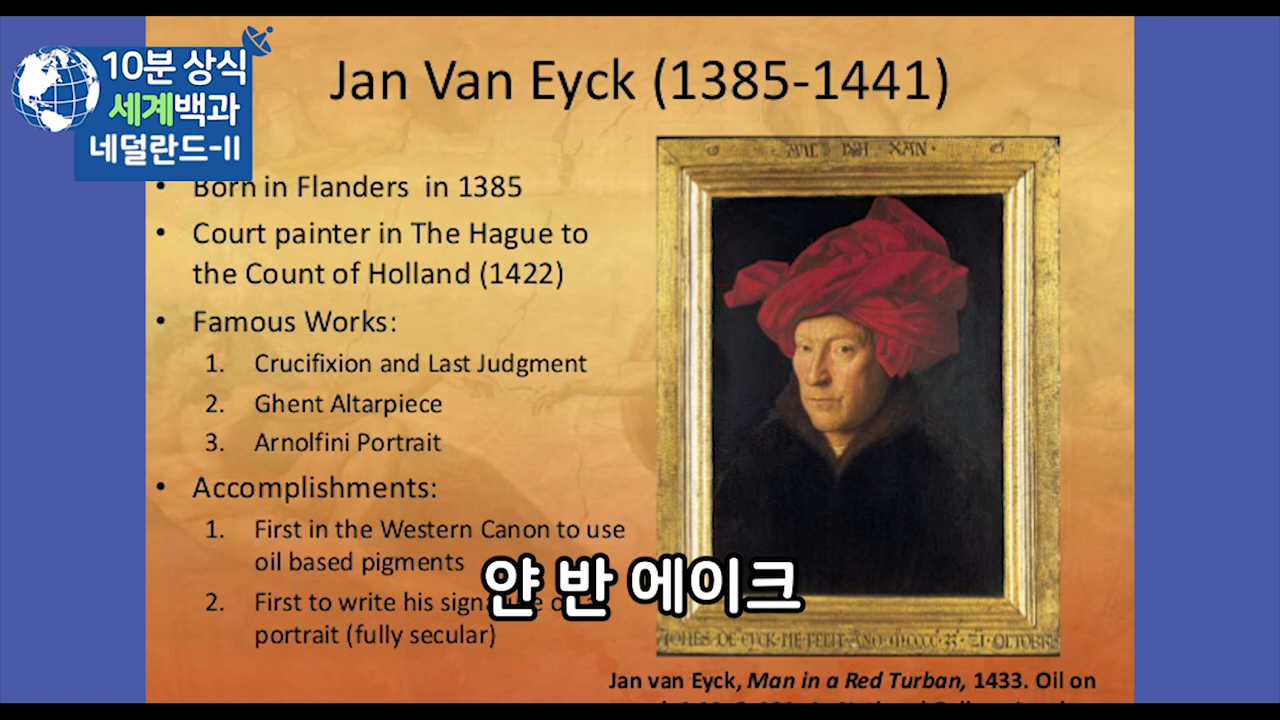 10분 상식
세계백과
네덜란드-II
Jan Van Eyck (1385-1441)
• Born in Flanders in 1385
• Court painter in The Hague to
the Count of Holland (1422)
• Famous Works:
1. Crucifixion and Last Judgment
2. Ghent Altarpiece
3. Arnolfini Portrait
• Accomplishments:
1. First in the Western Canon to use
oil based pigments
2. First to write his
portrait (fully secular)
얀 반 에이크
Jan van Eyck, Man in a Red Turban, 1433. Oil on